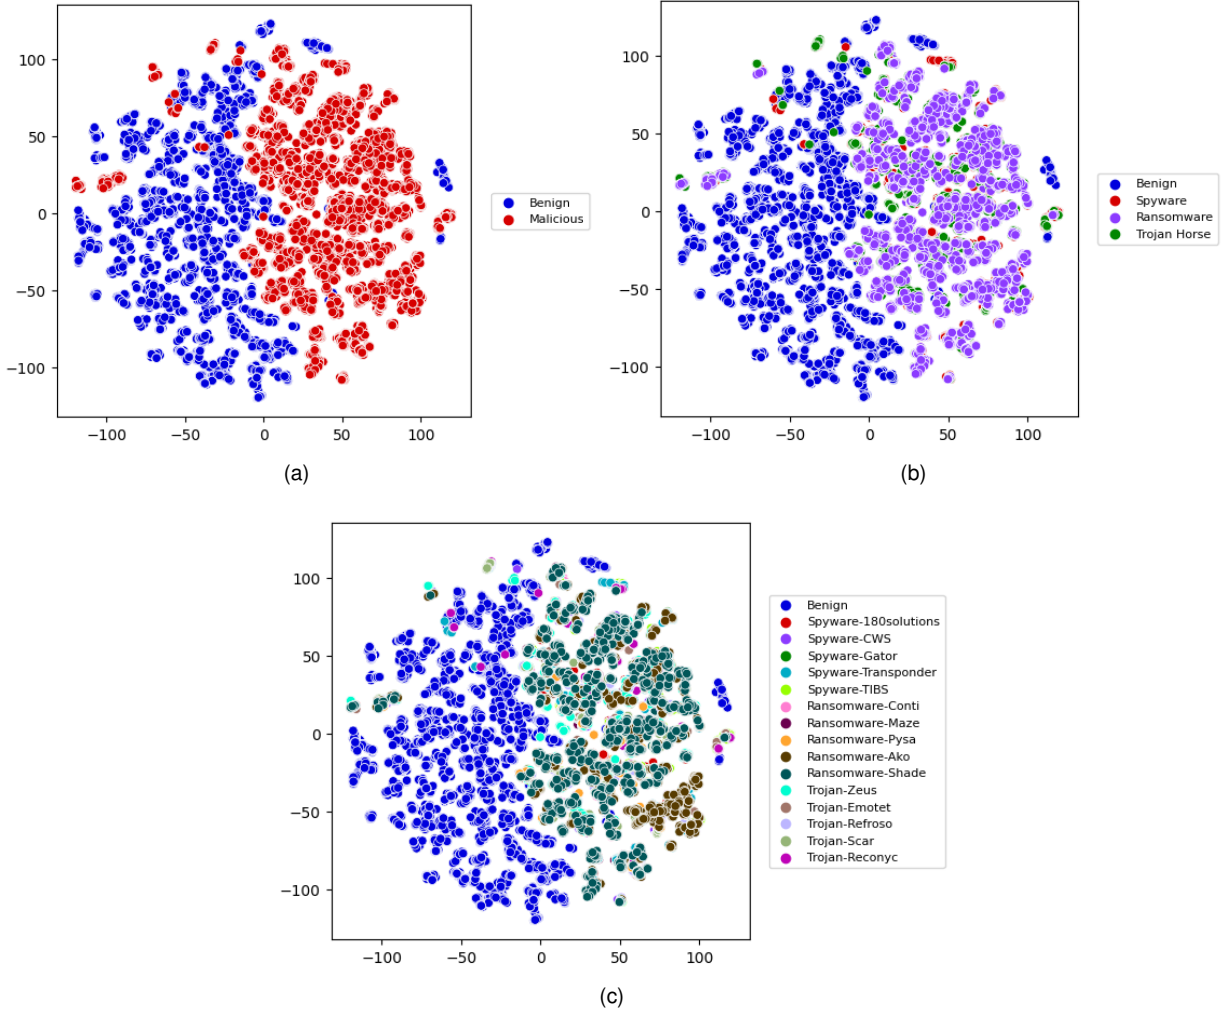 100
50
0
−50
−100
−100 −50 0 50 100
Benign
Malicious
(a)
100
50
0
−50
−100
−100 −50 0 50 100
Benign
Spyware
Ransomware
Trojan Horse
(b)
100
50
0
−50
−100
−100 −50 0 50 100
Benign
Spyware-180solutions
Spyware-CWS
Spyware-Gator
Spyware-Transponder
Spyware-TIBS
Ransomware-Conti
Ransomware-Maze
Ransomware-Pysa
Ransomware-Ako
Ransomware-Shade
Trojan-Zeus
Trojan-Emotet
Trojan-Refroso
Trojan-Scar
Trojan-Reconyc
(c)